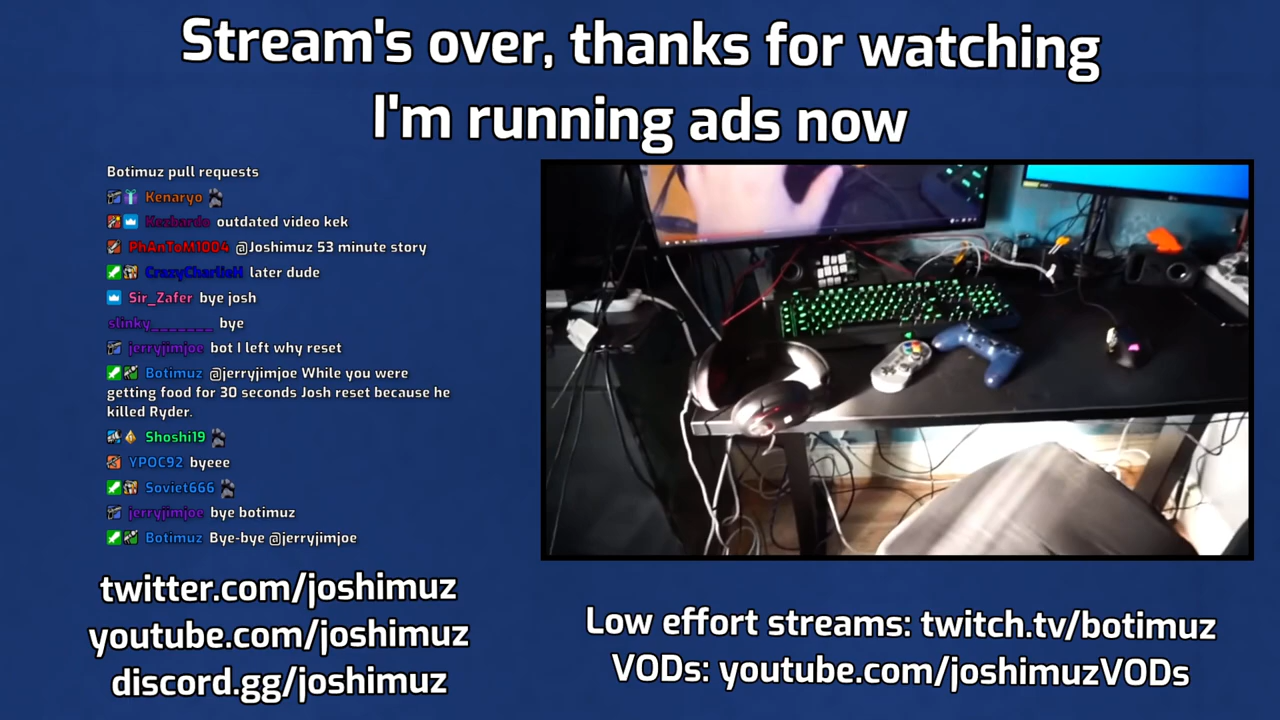 Stream's over, thanks for watching
I'm running ads now
Botimuz pull requests
Kenaryo
Kezbardo outdated video kek
PhAnToM1004 @Joshimuz 53 minute story
CrazyCharlieH later dude
Sir_Zafer bye josh
slinky_______ bye
jerryjimjoe bot I left why reset
Botimuz @jerryjimjoe While you were
getting food for 30 seconds Josh reset because he
killed Ryder.
Shoshi19
YPOC92 byeee
Soviet666
jerryjimjoe bye botimuz
Botimuz Bye-bye @jerryjimjoe
twitter.com/joshimuz
youtube.com/joshimuz
discord.gg/joshimuz
Low effort streams: twitch.tv/botimuz
VODs: youtube.com/joshimuzVODs